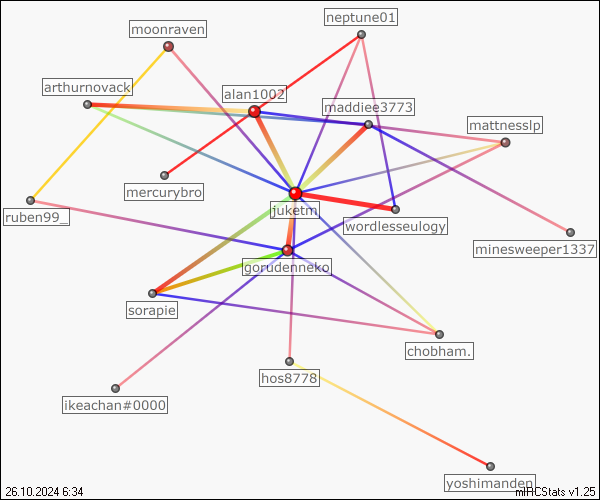 neptune01
moonraven
arthurnovack
alan1002
maddiee3773
mattnesslp
mercurybro
ruben99_
juketm
wordlesseulogy
minesweeper1337
gorudenneko
sorapie
chobham.
hos8778
ikeachan#0000
yoshimanden_
26.10.2024 6:34
mIRCStats v1.25